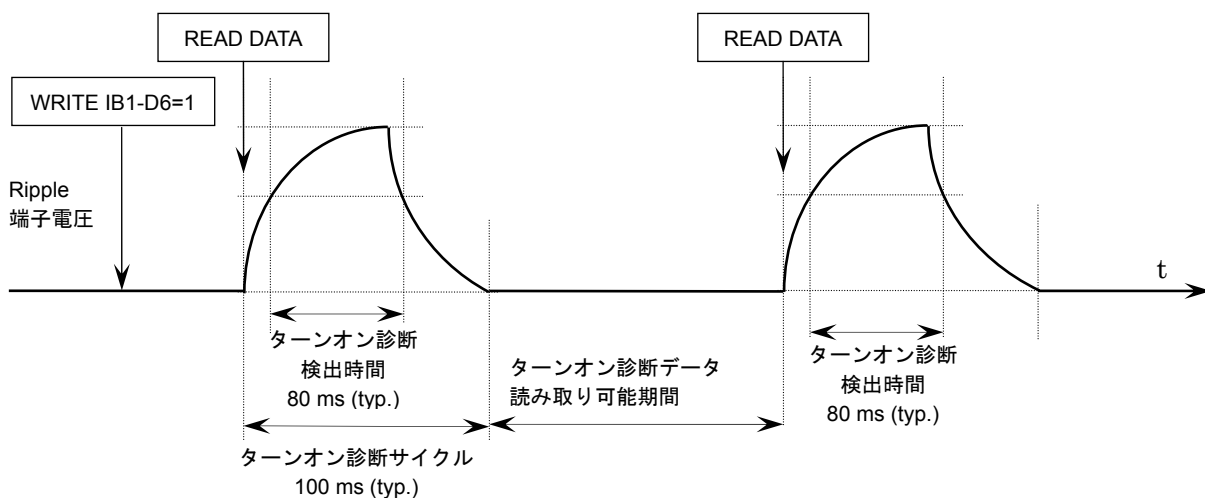 READ DATA
READ DATA
WRITE IB1-D6=1
Ripple
端子電圧
t
ターンオン診断
検出時間
80 ms (typ.)
ターンオン診断データ
読み取り可能期間
ターンオン診断
検出時間
80 ms (typ.)
ターンオン診断サイクル
100 ms (typ.)